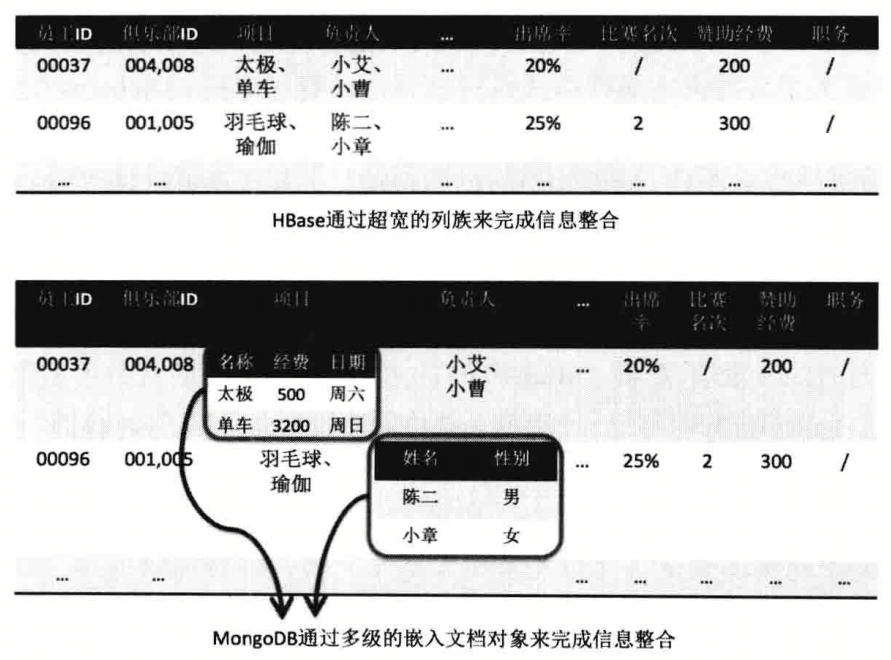 员工ID 俱乐部ID 项目 负责人 ... 出席率 比赛名次 赞助经费 职务
00037 004,008 太极、 小艾、 ... 20% / 200 /
单车 小曹
00096 001,005 羽毛球、 陈二、 ... 25% 2 300 /
瑜伽 小章
... ... ... ... ... ... ...
HBase通过超宽的列族来完成信息整合
员工ID 俱乐部ID 项目 负责人 ... 出席 比赛 赞助 职务
率 名次 经费
00037 004,008 名称 经费 日期 小艾、 ... 20% / 200 /
小曹
太极 500 周六
单车 3200 周日
00096 001,005 羽毛球、 姓名 性别 ... 25% 2 300 /
瑜伽
陈二 男
小章 女
... ... ... ... ... ... ...
MongoDB通过多级的嵌入文档对象来完成信息整合